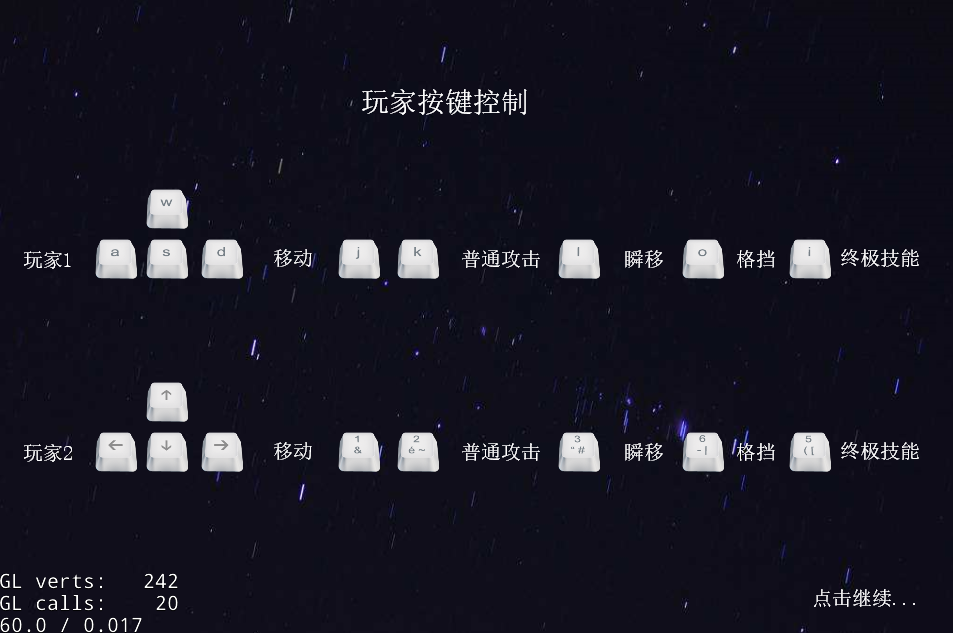 玩家按键控制
w
玩家1 a s d 移动 j k 普通攻击 l 瞬移 o 格挡 i 终极技能
↑
玩家2 ← ↓ → 移动 1 & 2 é ~ 普通攻击 3 " # 瞬移 6 - | 格挡 5 ( [ 终极技能
GL verts: 242
GL calls: 20
60.0 / 0.017
点击继续...